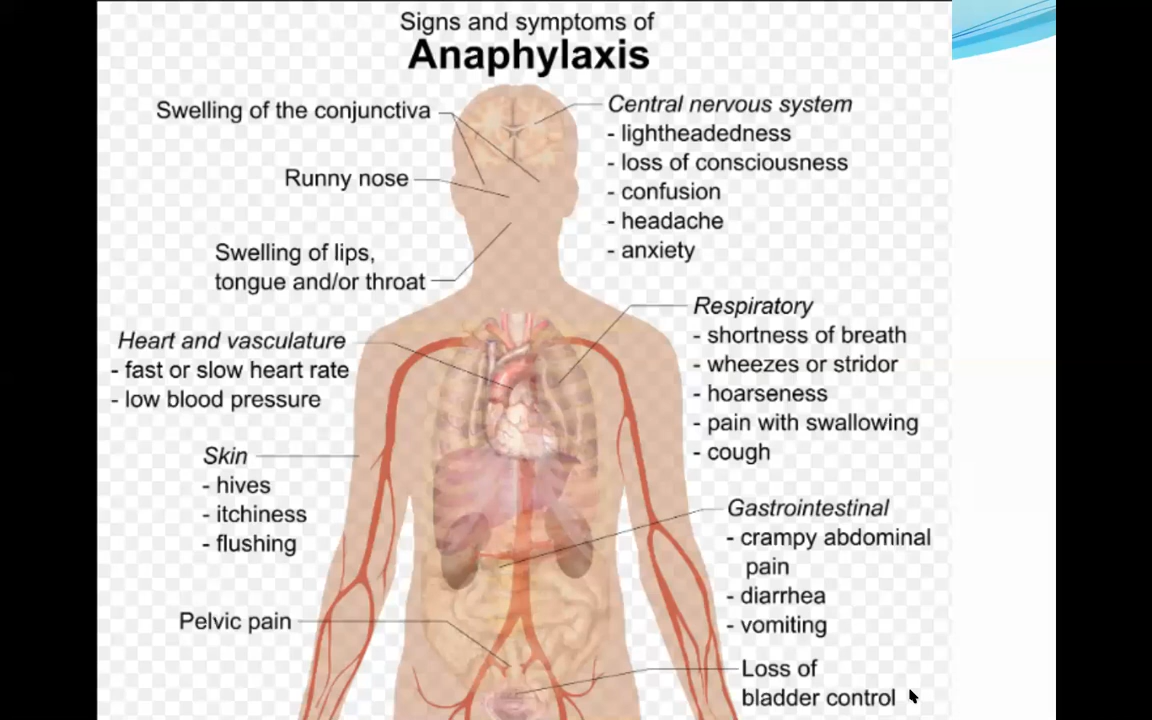 Signs and symptoms of
Anaphylaxis
Swelling of the conjunctiva
Runny nose
Swelling of lips,
tongue and/or throat
Heart and vasculature
- fast or slow heart rate
- low blood pressure
Skin
- hives
- itchiness
- flushing
Pelvic pain
Central nervous system
- lightheadedness
- loss of consciousness
- confusion
- headache
- anxiety
Respiratory
- shortness of breath
- wheezes or stridor
- hoarseness
- pain with swallowing
- cough
Gastrointestinal
- crampy abdominal
pain
- diarrhea
- vomiting
Loss of
bladder control